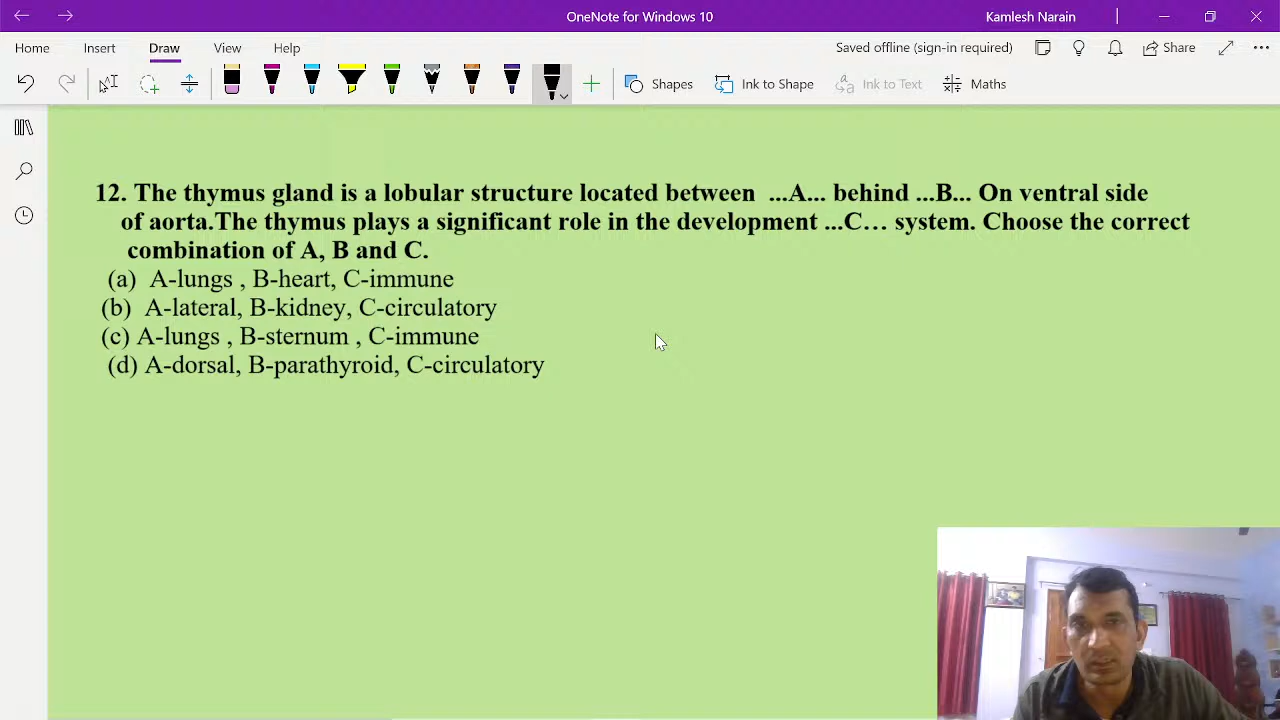 OneNote for Windows 10
Kamlesh Narain
Home Insert Draw View Help
Saved offline (sign-in required)
Share
Shapes
Ink to Shape
Ink to Text
Maths
12. The thymus gland is a lobular structure located between ...A... behind ...B... On ventral side
of aorta.The thymus plays a significant role in the development ...C... system. Choose the correct
combination of A, B and C.
(a) A-lungs , B-heart, C-immune
(b) A-lateral, B-kidney, C-circulatory
(c) A-lungs , B-sternum , C-immune
(d) A-dorsal, B-parathyroid, C-circulatory